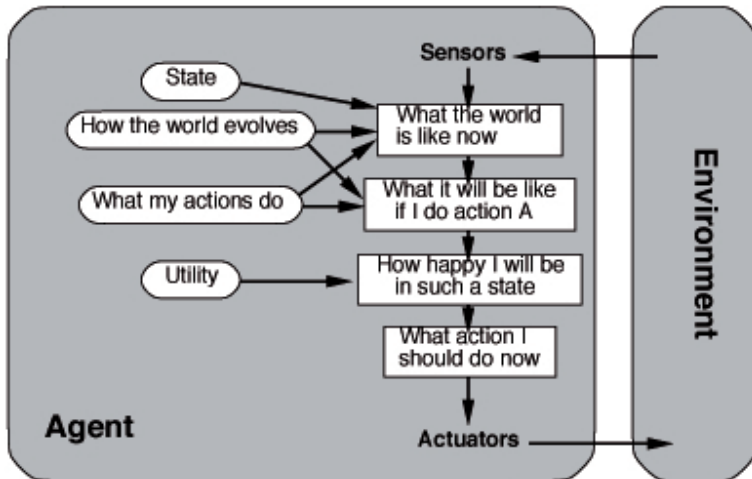 Sensors
State
What the world
is like now
How the world evolves
What my actions do
What it will be like
if I do action A
Utility
How happy I will be
in such a state
What action I
should do now
Agent
Actuators
Environment